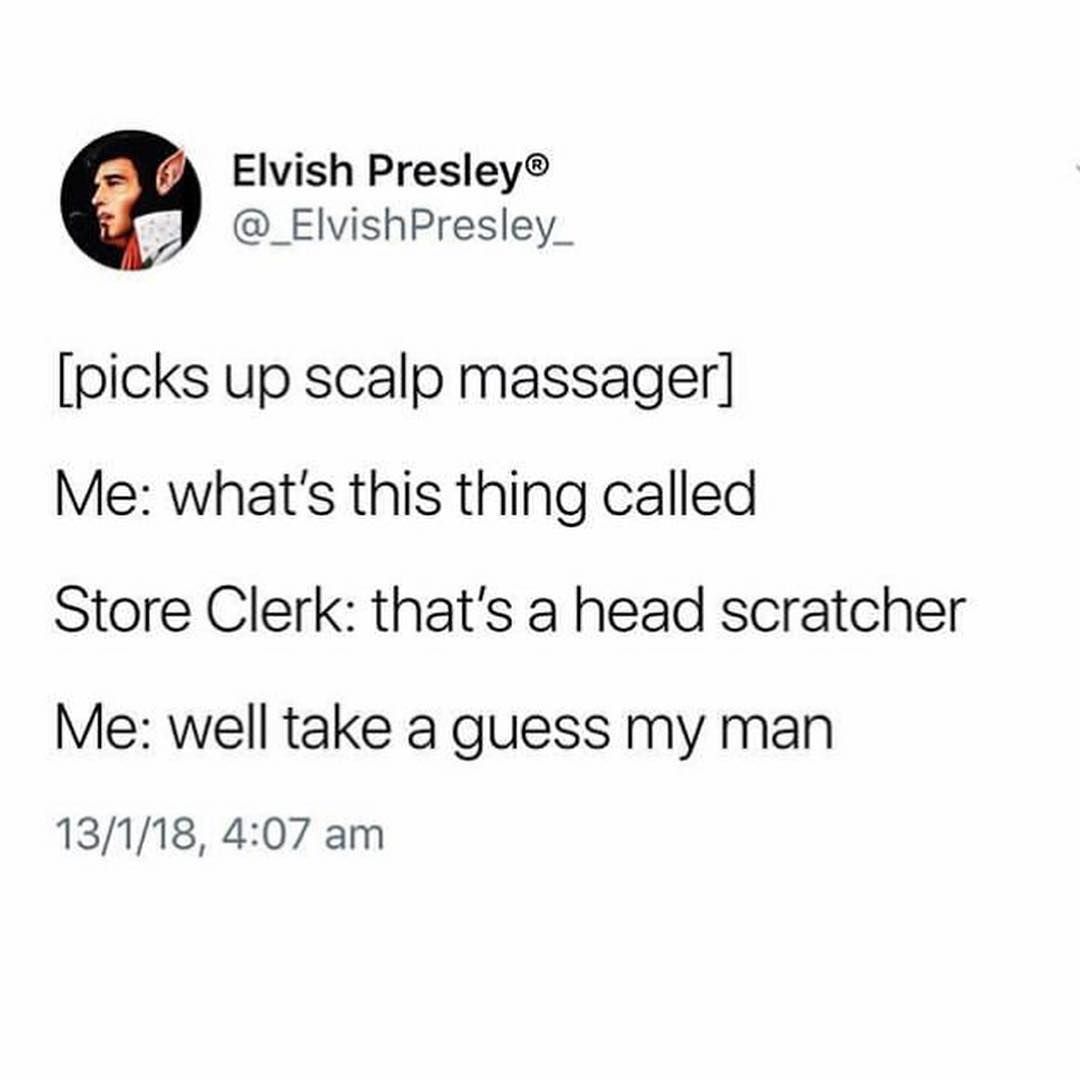 Elvish Presley®
@_ElvishPresley_
[picks up scalp massager]
Me: what's this thing called
Store Clerk: that's a head scratcher
Me: well take a guess my man
13/1/18, 4:07 am